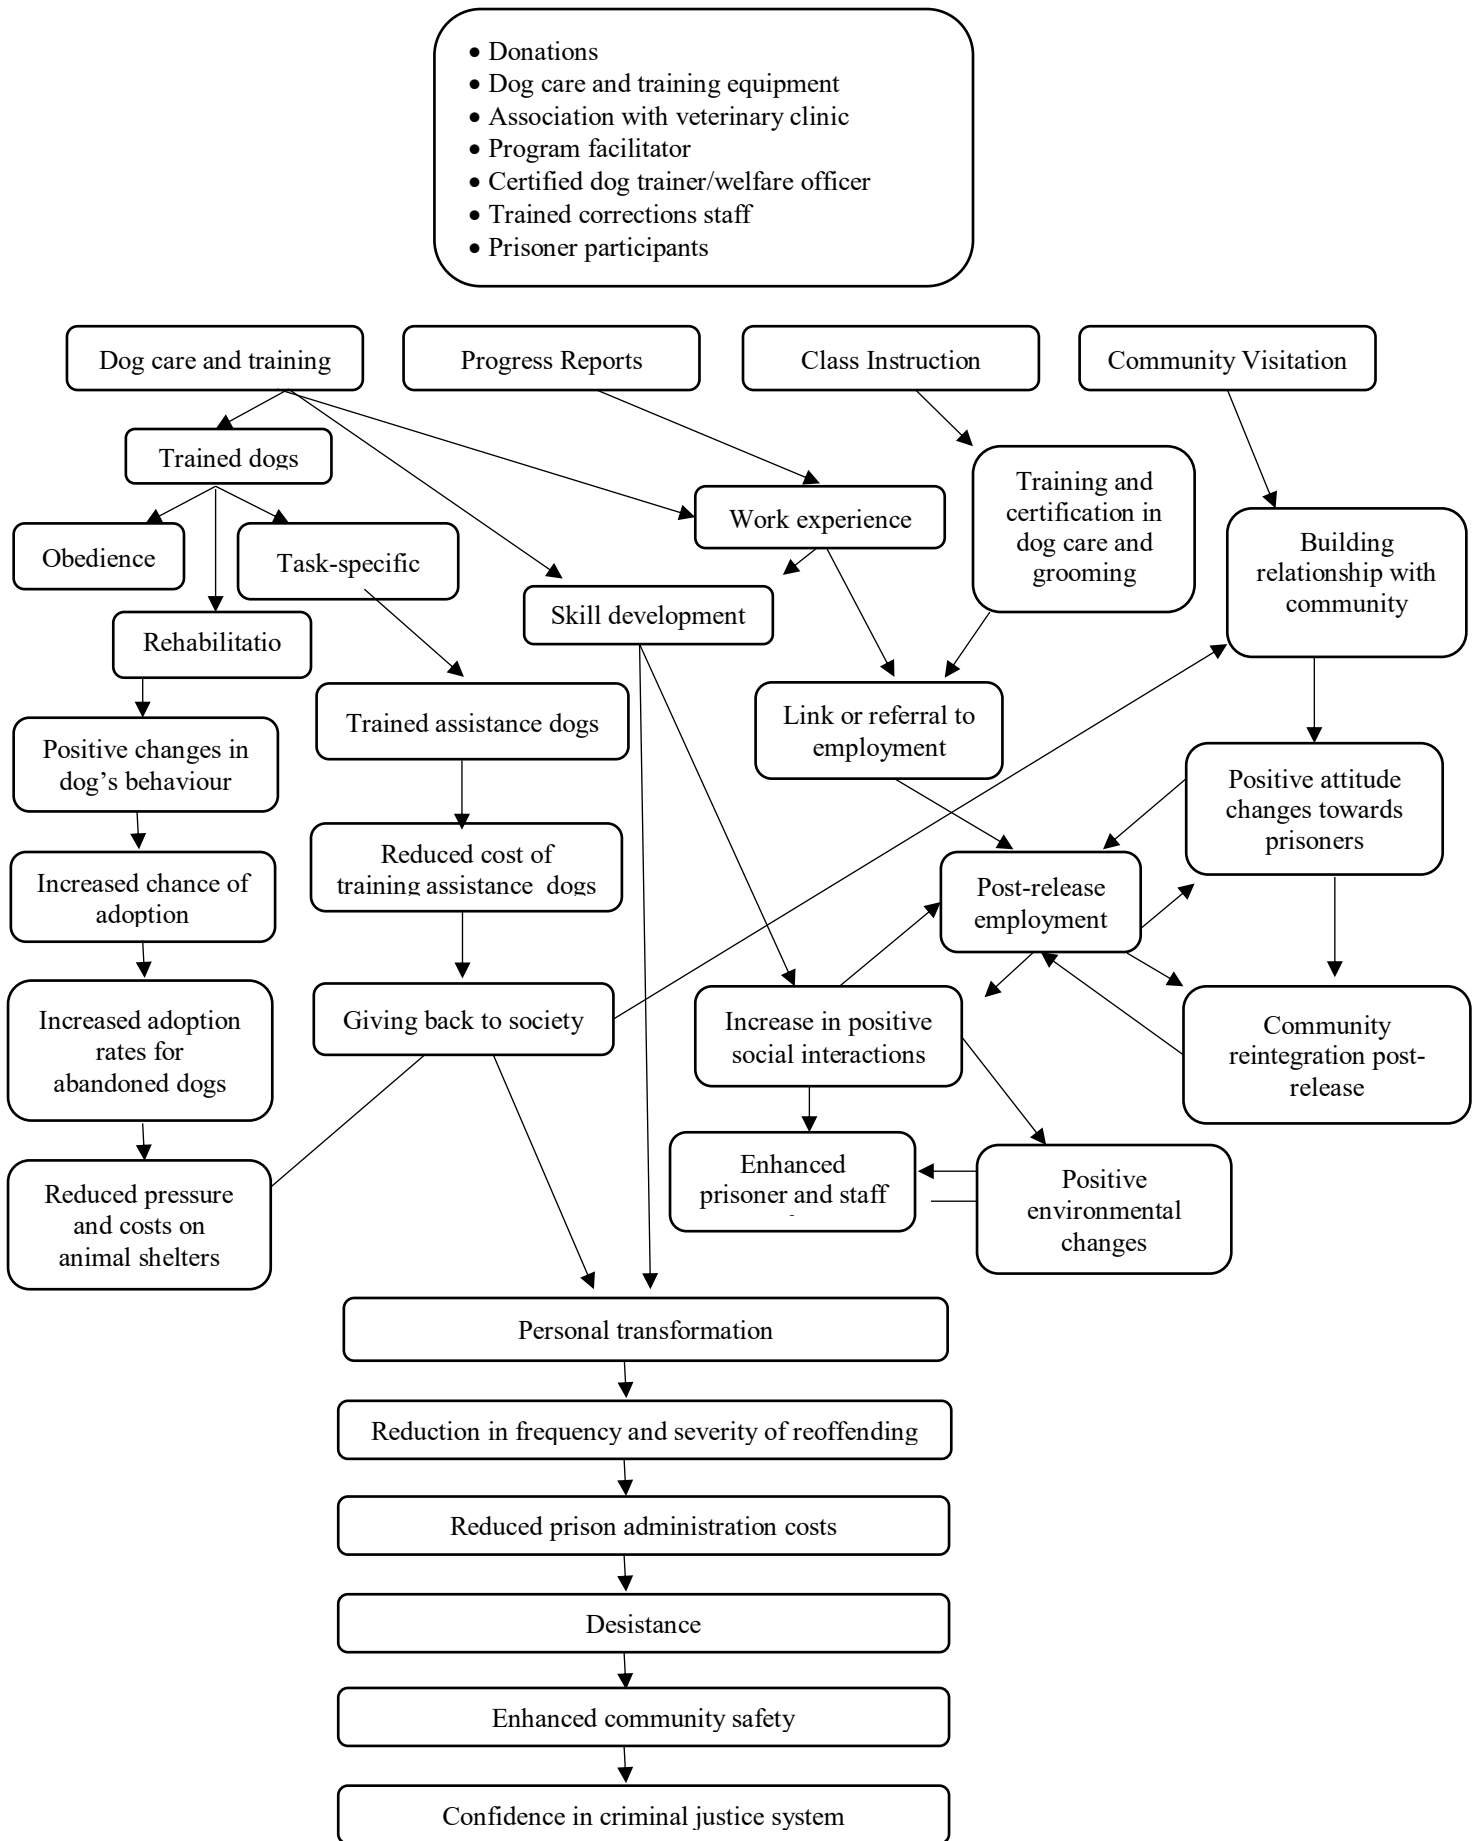 • Donations
• Dog care and training equipment
• Association with veterinary clinic
• Program facilitator
• Certified dog trainer/welfare officer
• Trained corrections staff
• Prisoner participants
Dog care and training
Progress Reports
Class Instruction
Community Visitation
Trained dogs
Obedience
Task-specific
Rehabilitatio
Work experience
Skill development
Training and
certification in
dog care and
grooming
Building
relationship with
community
Positive changes in
dog’s behaviour
Trained assistance dogs
Link or referral to
employment
Positive attitude
changes towards
prisoners
Increased chance of
adoption
Reduced cost of
training assistance dogs
Post-release
employment
Increased adoption
rates for
abandoned dogs
Giving back to society
Increase in positive
social interactions
Community
reintegration post-
release
Reduced pressure
and costs on
animal shelters
Enhanced
prisoner and staff
Positive
environmental
changes
Personal transformation
Reduction in frequency and severity of reoffending
Reduced prison administration costs
Desistance
Enhanced community safety
Confidence in criminal justice system